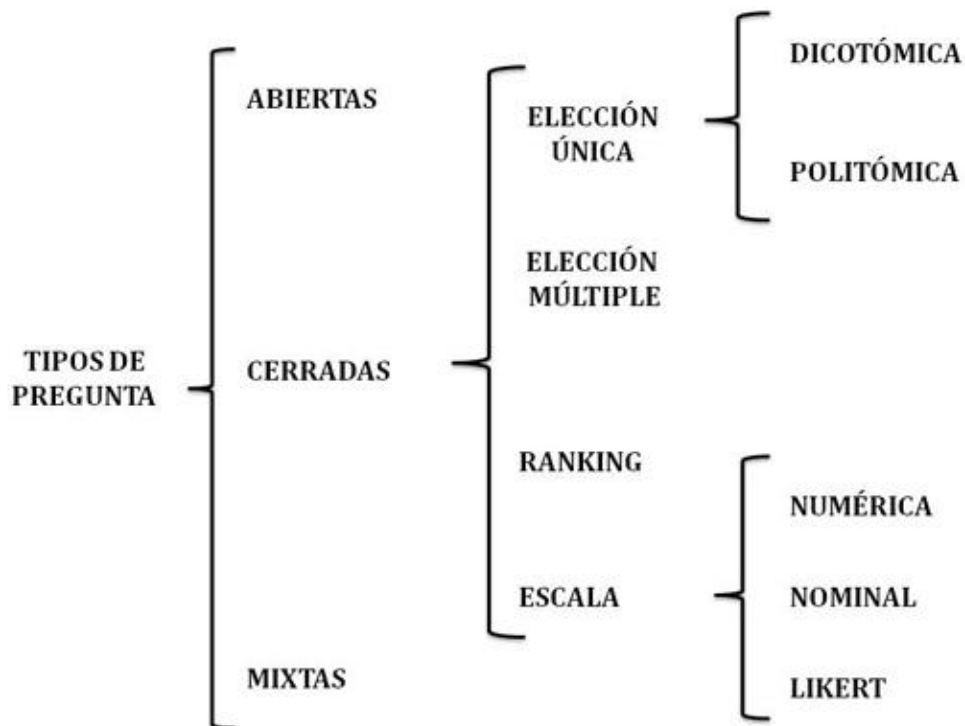 TIPOS DE
PREGUNTA
ABIERTAS
CERRADAS
MIXTAS
ELECCIÓN
ÚNICA
ELECCIÓN
MÚLTIPLE
RANKING
ESCALA
DICOTÓMICA
POLITÓMICA
NUMÉRICA
NOMINAL
LIKERT